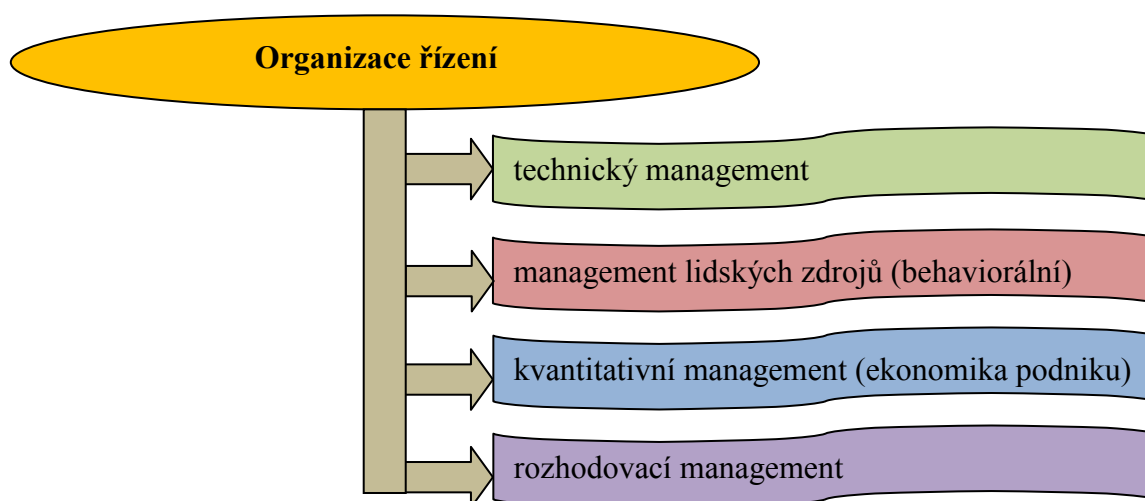 Organizace řízení
technický management
management lidských zdrojů (behaviorální)
kvantitativní management (ekonomika podniku)
rozhodovací management